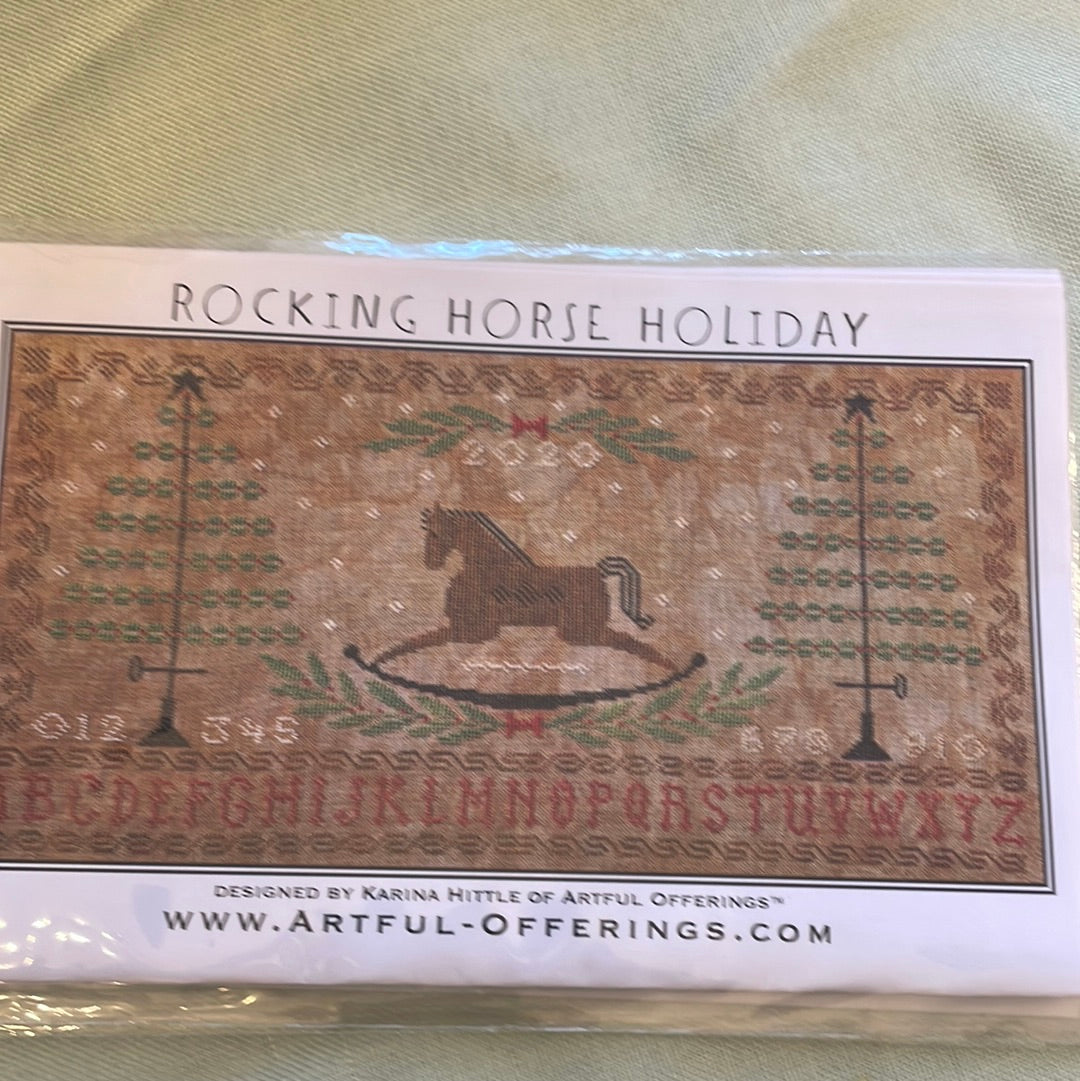 ROCKING HORSE HOLIDAY
2020
012 345 678 910
ABCDEFGHIJKLMNOPQRSTUVWXYZ
DESIGNED BY KARINA HITTLE OF ARTFUL OFFERINGS™
WWW.ARTFUL-OFFERINGS.COM